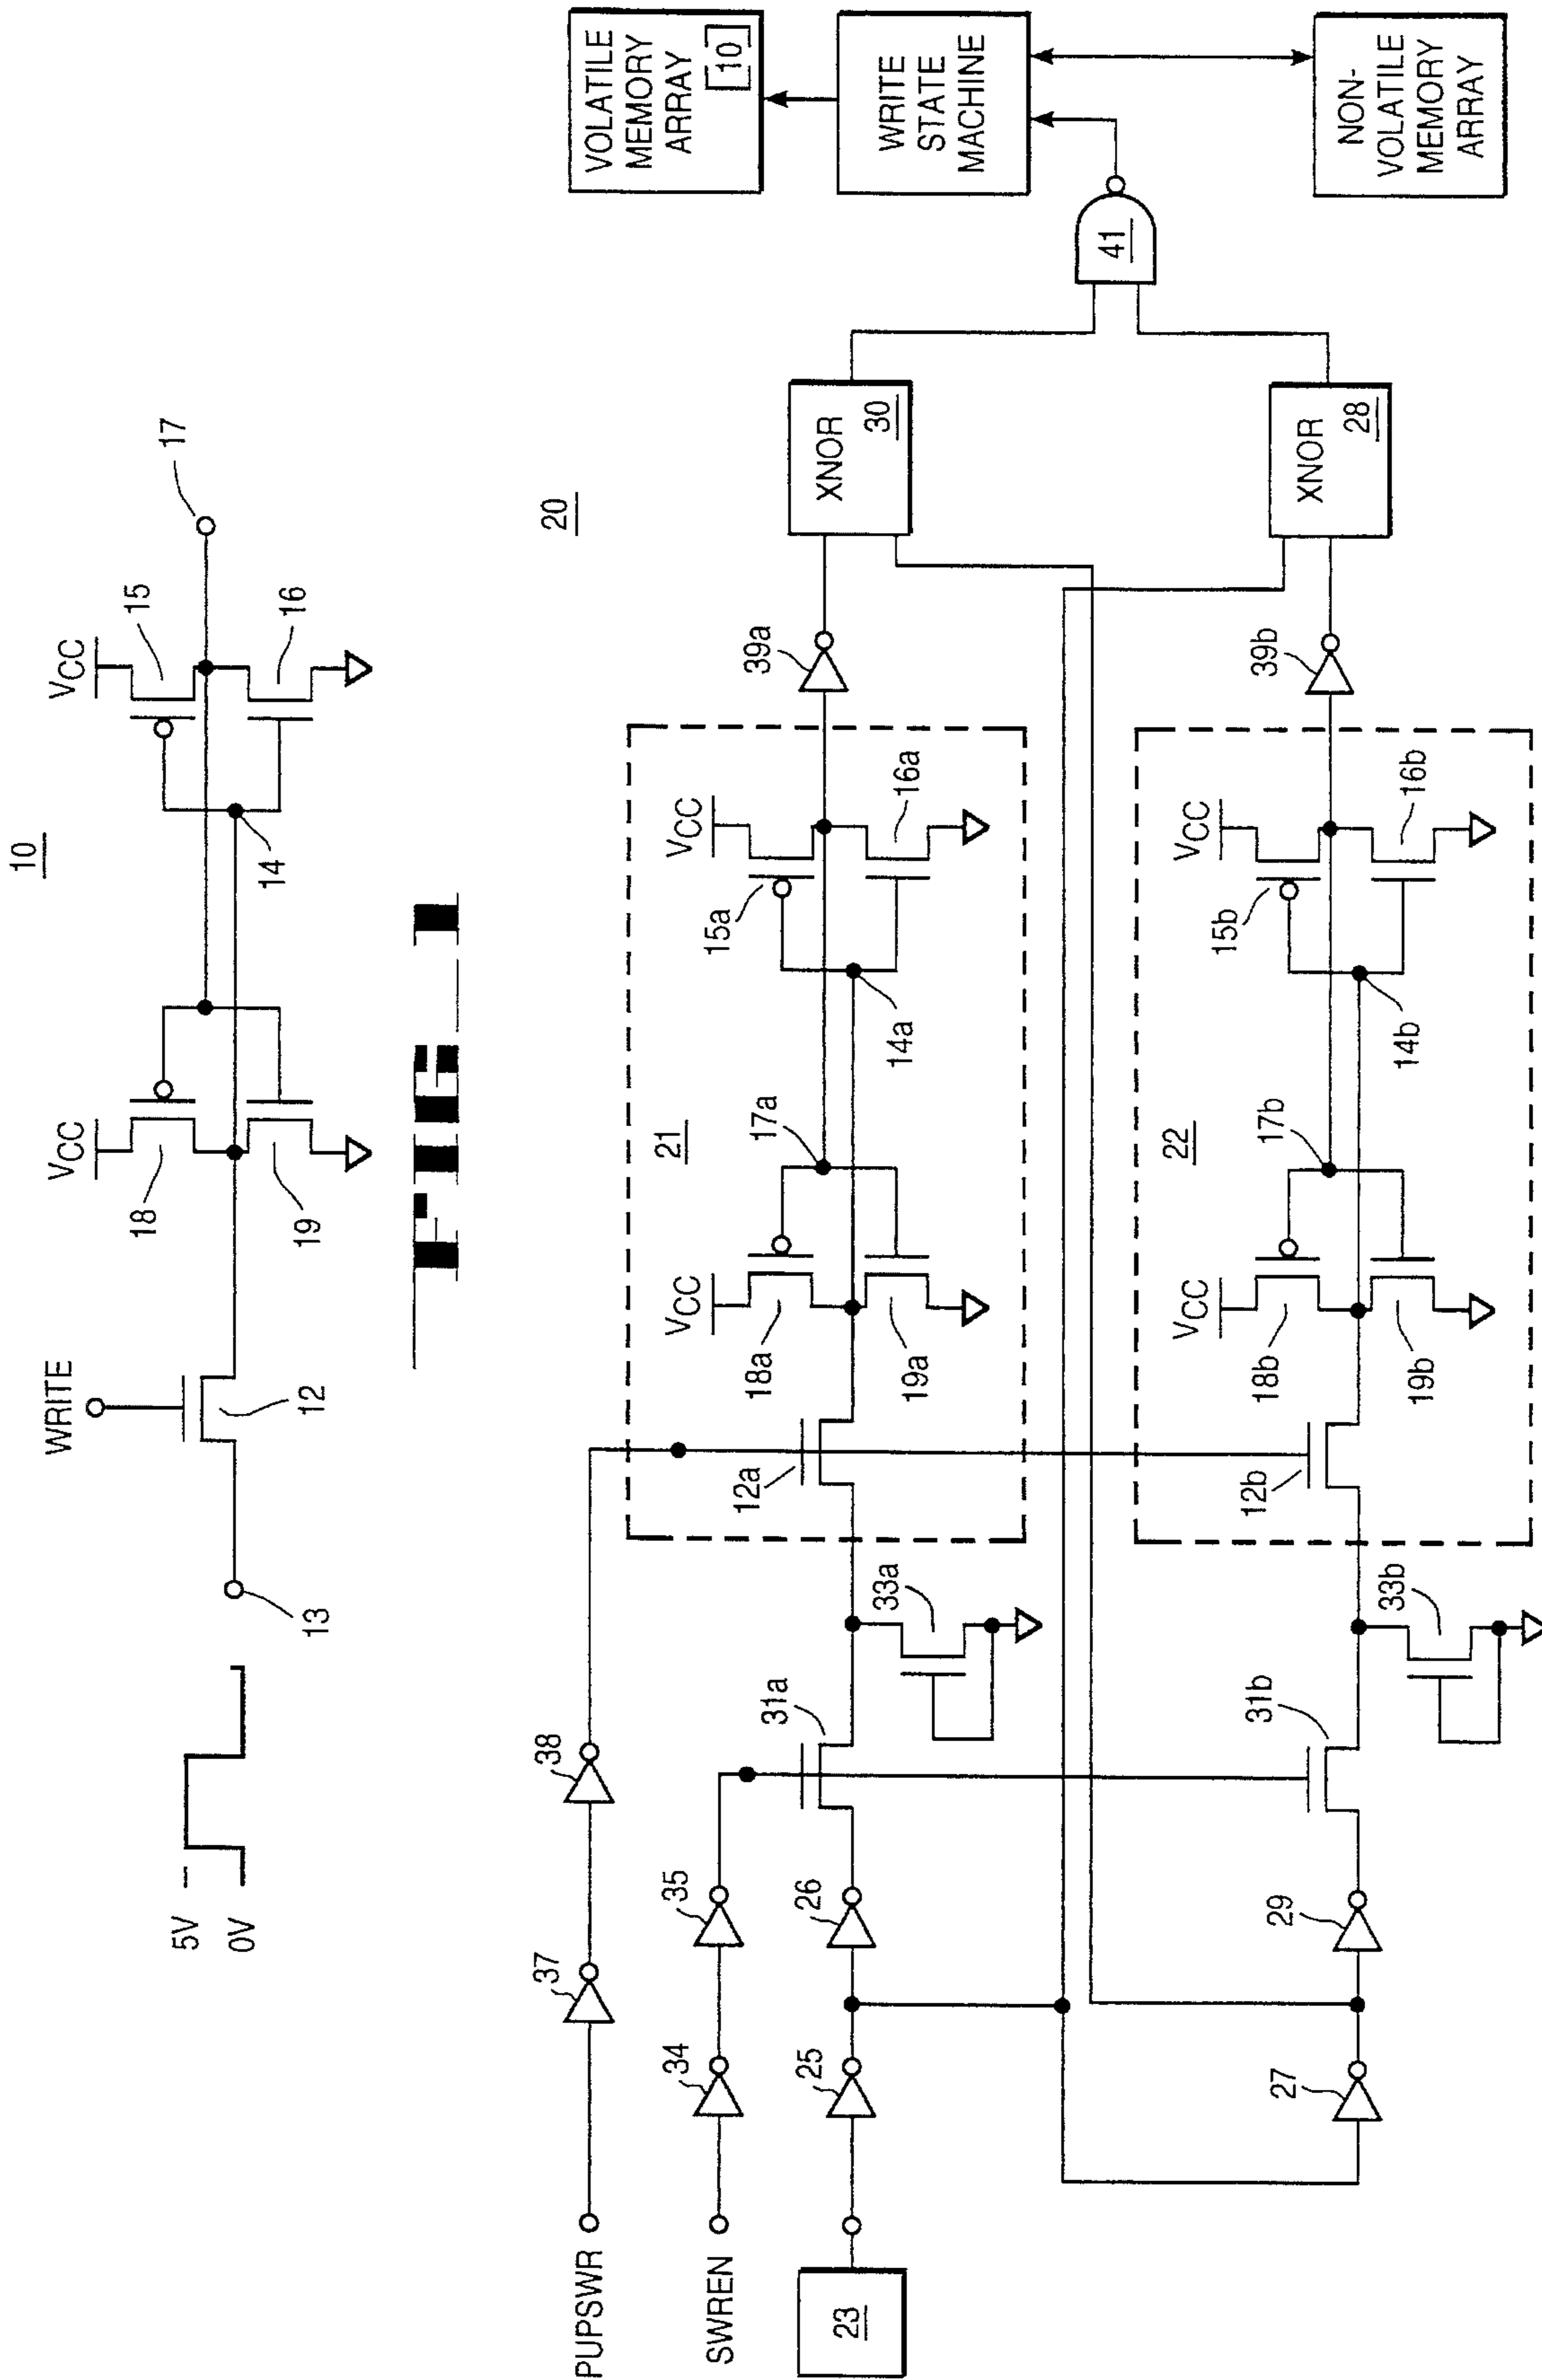 10
WRITE
5V
0V
13
12
VCC
18
19
VCC
15
16
14
17
20
PUPSWR
37
38
SWREN
34
35
23
25
26
31a
33a
12a
21
VCC
18a
19a
17a
VCC
15a
16a
14a
39a
XNOR
30
27
29
31b
33b
12b
22
VCC
18b
19b
17b
VCC
15b
16b
14b
39b
XNOR
28
41
VOLATILE
MEMORY
ARRAY
10
WRITE
STATE
MACHINE
NON-
VOLATILE
MEMORY
ARRAY